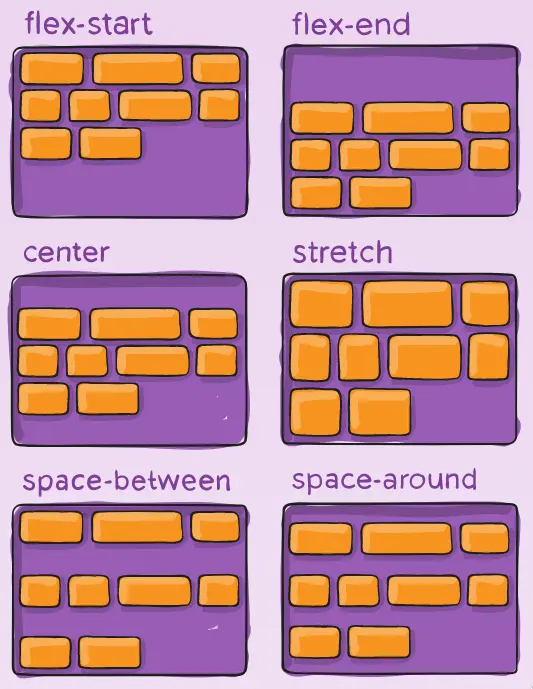 flex-start
flex-end
center
stretch
space-between
space-around